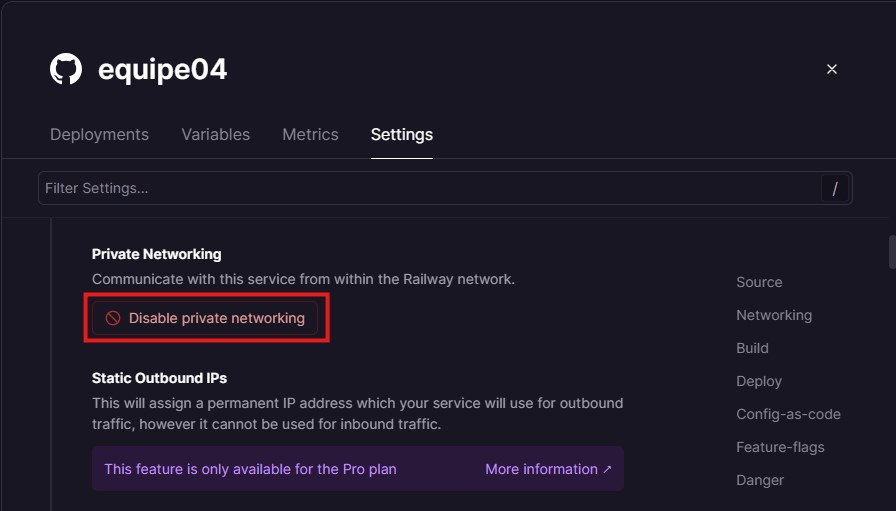 equipe04
Deployments Variables Metrics Settings
Filter Settings... /
Private Networking
Communicate with this service from within the Railway network.
Disable private networking
Static Outbound IPs
This will assign a permanent IP address which your service will use for outbound
traffic, however it cannot be used for inbound traffic.
This feature is only available for the Pro plan More information ↗
Source
Networking
Build
Deploy
Config-as-code
Feature-flags
Danger